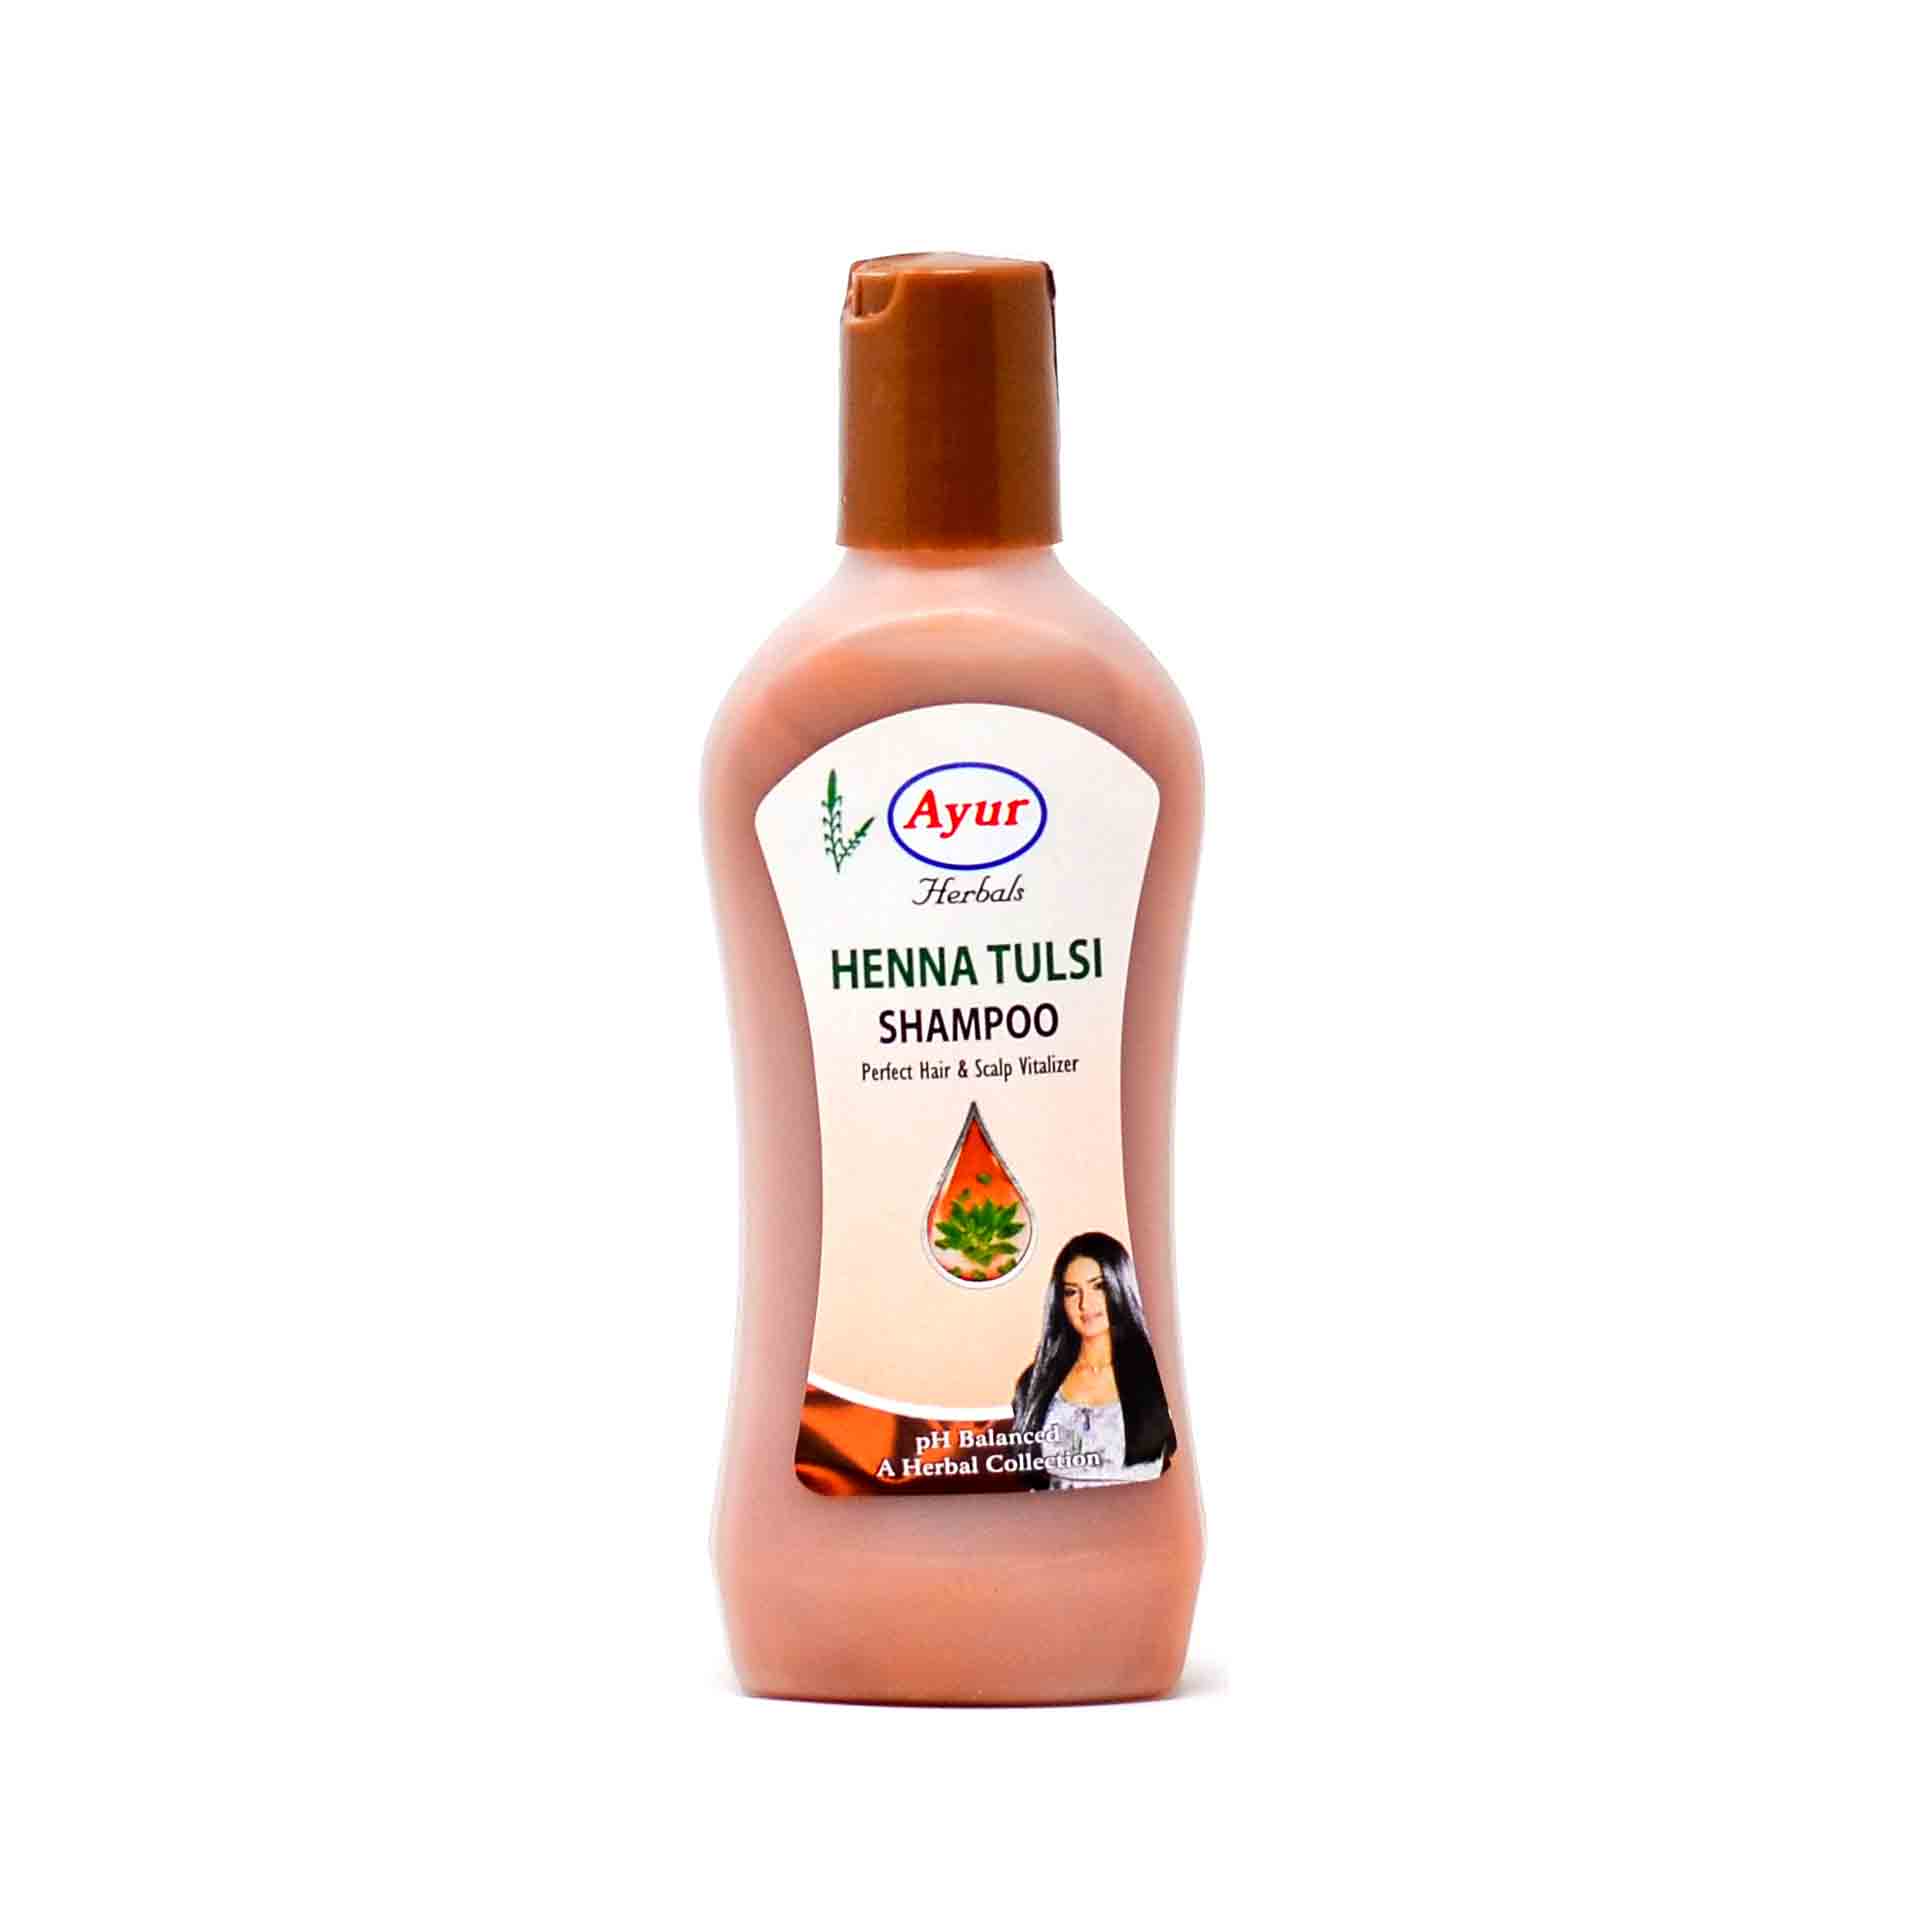 Ayur
Herbals
HENNA TULSI
SHAMPOO
Perfect Hair & Scalp Vitalizer
pH Balanced
A Herbal Collection